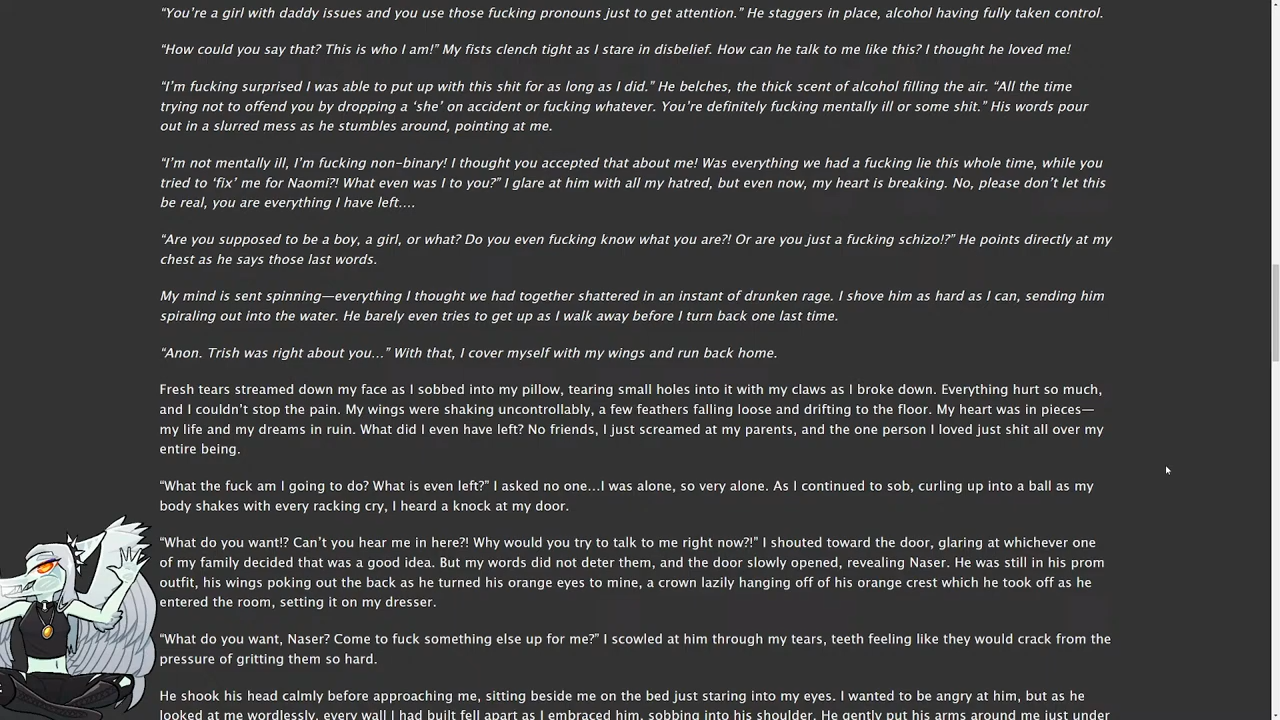 “You’re a girl with daddy issues and you use those fucking pronouns just to get attention.” He staggers in place, alcohol having fully taken control.
“How could you say that? This is who I am!” My fists clench tight as I stare in disbelief. How can he talk to me like this? I thought he loved me!
“I’m fucking surprised I was able to put up with this shit for as long as I did.” He belches, the thick scent of alcohol filling the air. “All the time
trying not to offend you by dropping a ‘she’ on accident or fucking whatever. You’re definitely fucking mentally ill or some shit.” His words pour
out in a slurred mess as he stumbles around, pointing at me.
“I’m not mentally ill, I’m fucking non-binary! I thought you accepted that about me! Was everything we had a fucking lie this whole time, while you
tried to ‘fix’ me for Naomi?! What even was I to you?” I glare at him with all my hatred, but even now, my heart is breaking. No, please don’t let this
be real, you are everything I have left….
“Are you supposed to be a boy, a girl, or what? Do you even fucking know what you are?! Or are you just a fucking schizo!?” He points directly at my
chest as he says those last words.
My mind is sent spinning—everything I thought we had together shattered in an instant of drunken rage. I shove him as hard as I can, sending him
spiraling out into the water. He barely even tries to get up as I walk away before I turn back one last time.
“Anon. Trish was right about you…” With that, I cover myself with my wings and run back home.
Fresh tears streamed down my face as I sobbed into my pillow, tearing small holes into it with my claws as I broke down. Everything hurt so much,
and I couldn’t stop the pain. My wings were shaking uncontrollably, a few feathers falling loose and drifting to the floor. My heart was in pieces—
my life and my dreams in ruin. What did I even have left? No friends, I just screamed at my parents, and the one person I loved just shit all over my
entire being.
“What the fuck am I going to do? What is even left?” I asked no one…I was alone, so very alone. As I continued to sob, curling up into a ball as my
body shakes with every racking cry, I heard a knock at my door.
“What do you want!? Can’t you hear me in here?! Why would you try to talk to me right now?!” I shouted toward the door, glaring at whichever one
of my family decided that was a good idea. But my words did not deter them, and the door slowly opened, revealing Naser. He was still in his prom
outfit, his wings poking out the back as he turned his orange eyes to mine, a crown lazily hanging off of his orange crest which he took off as he
entered the room, setting it on my dresser.
“What do you want, Naser? Come to fuck something else up for me?” I scowled at him through my tears, teeth feeling like they would crack from the
pressure of gritting them so hard.
He shook his head calmly before approaching me, sitting beside me on the bed just staring into my eyes. I wanted to be angry at him, but as he
looked at me wordlessly, every wall I had built fell apart as I embraced him, sobbing into his shoulder. He gently put his arms around me just under